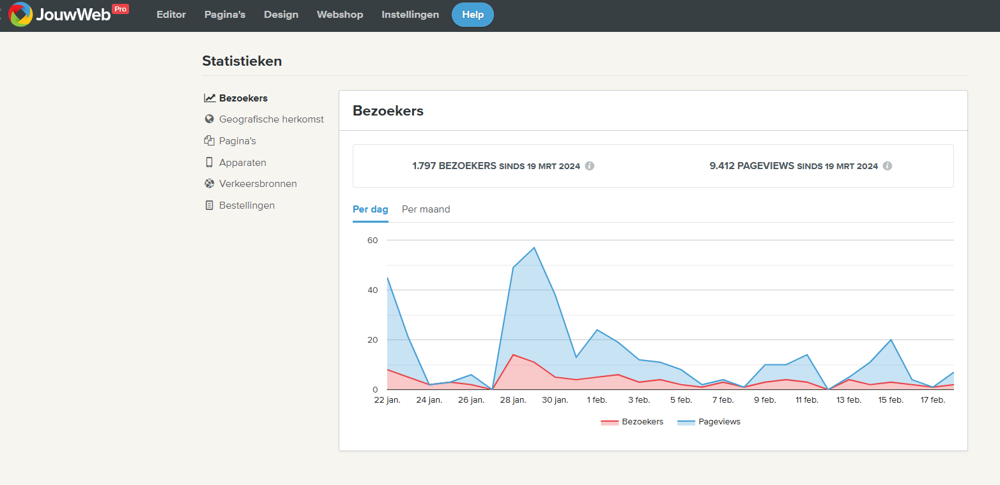 JouwWeb Pro
Editor Pagina's Design Webshop Instellingen Help
Statistieken
Bezoekers
Geografische herkomst
Pagina's
Apparaten
Verkeersbronnen
Bestellingen
Bezoekers
1.797 BEZOEKERS SINDS 19 MRT 2024
9.412 PAGEVIEWS SINDS 19 MRT 2024
Per dag Per maand
60
40
20
0
22 jan. 24 jan. 26 jan. 28 jan. 30 jan. 1 feb. 3 feb. 5 feb. 7 feb. 9 feb. 11 feb. 13 feb. 15 feb. 17 feb.
Bezoekers Pageviews